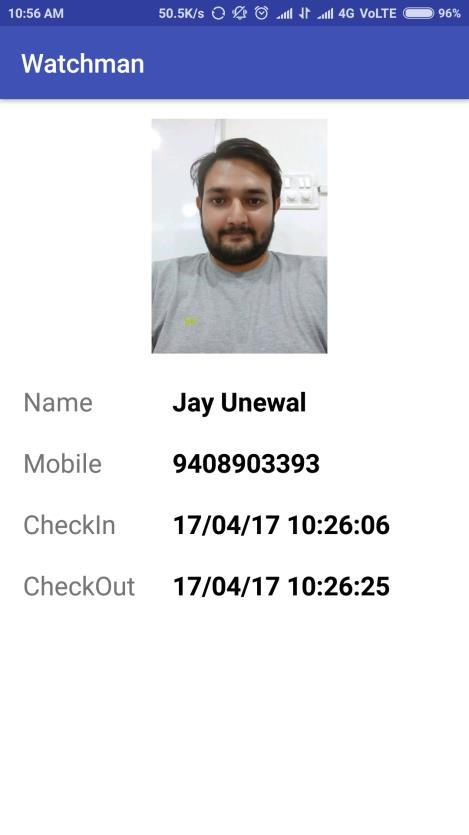 10:56 AM 50.5K/s 4G VoLTE 96%
Watchman
Name Jay Unewal
Mobile 9408903393
CheckIn 17/04/17 10:26:06
CheckOut 17/04/17 10:26:25